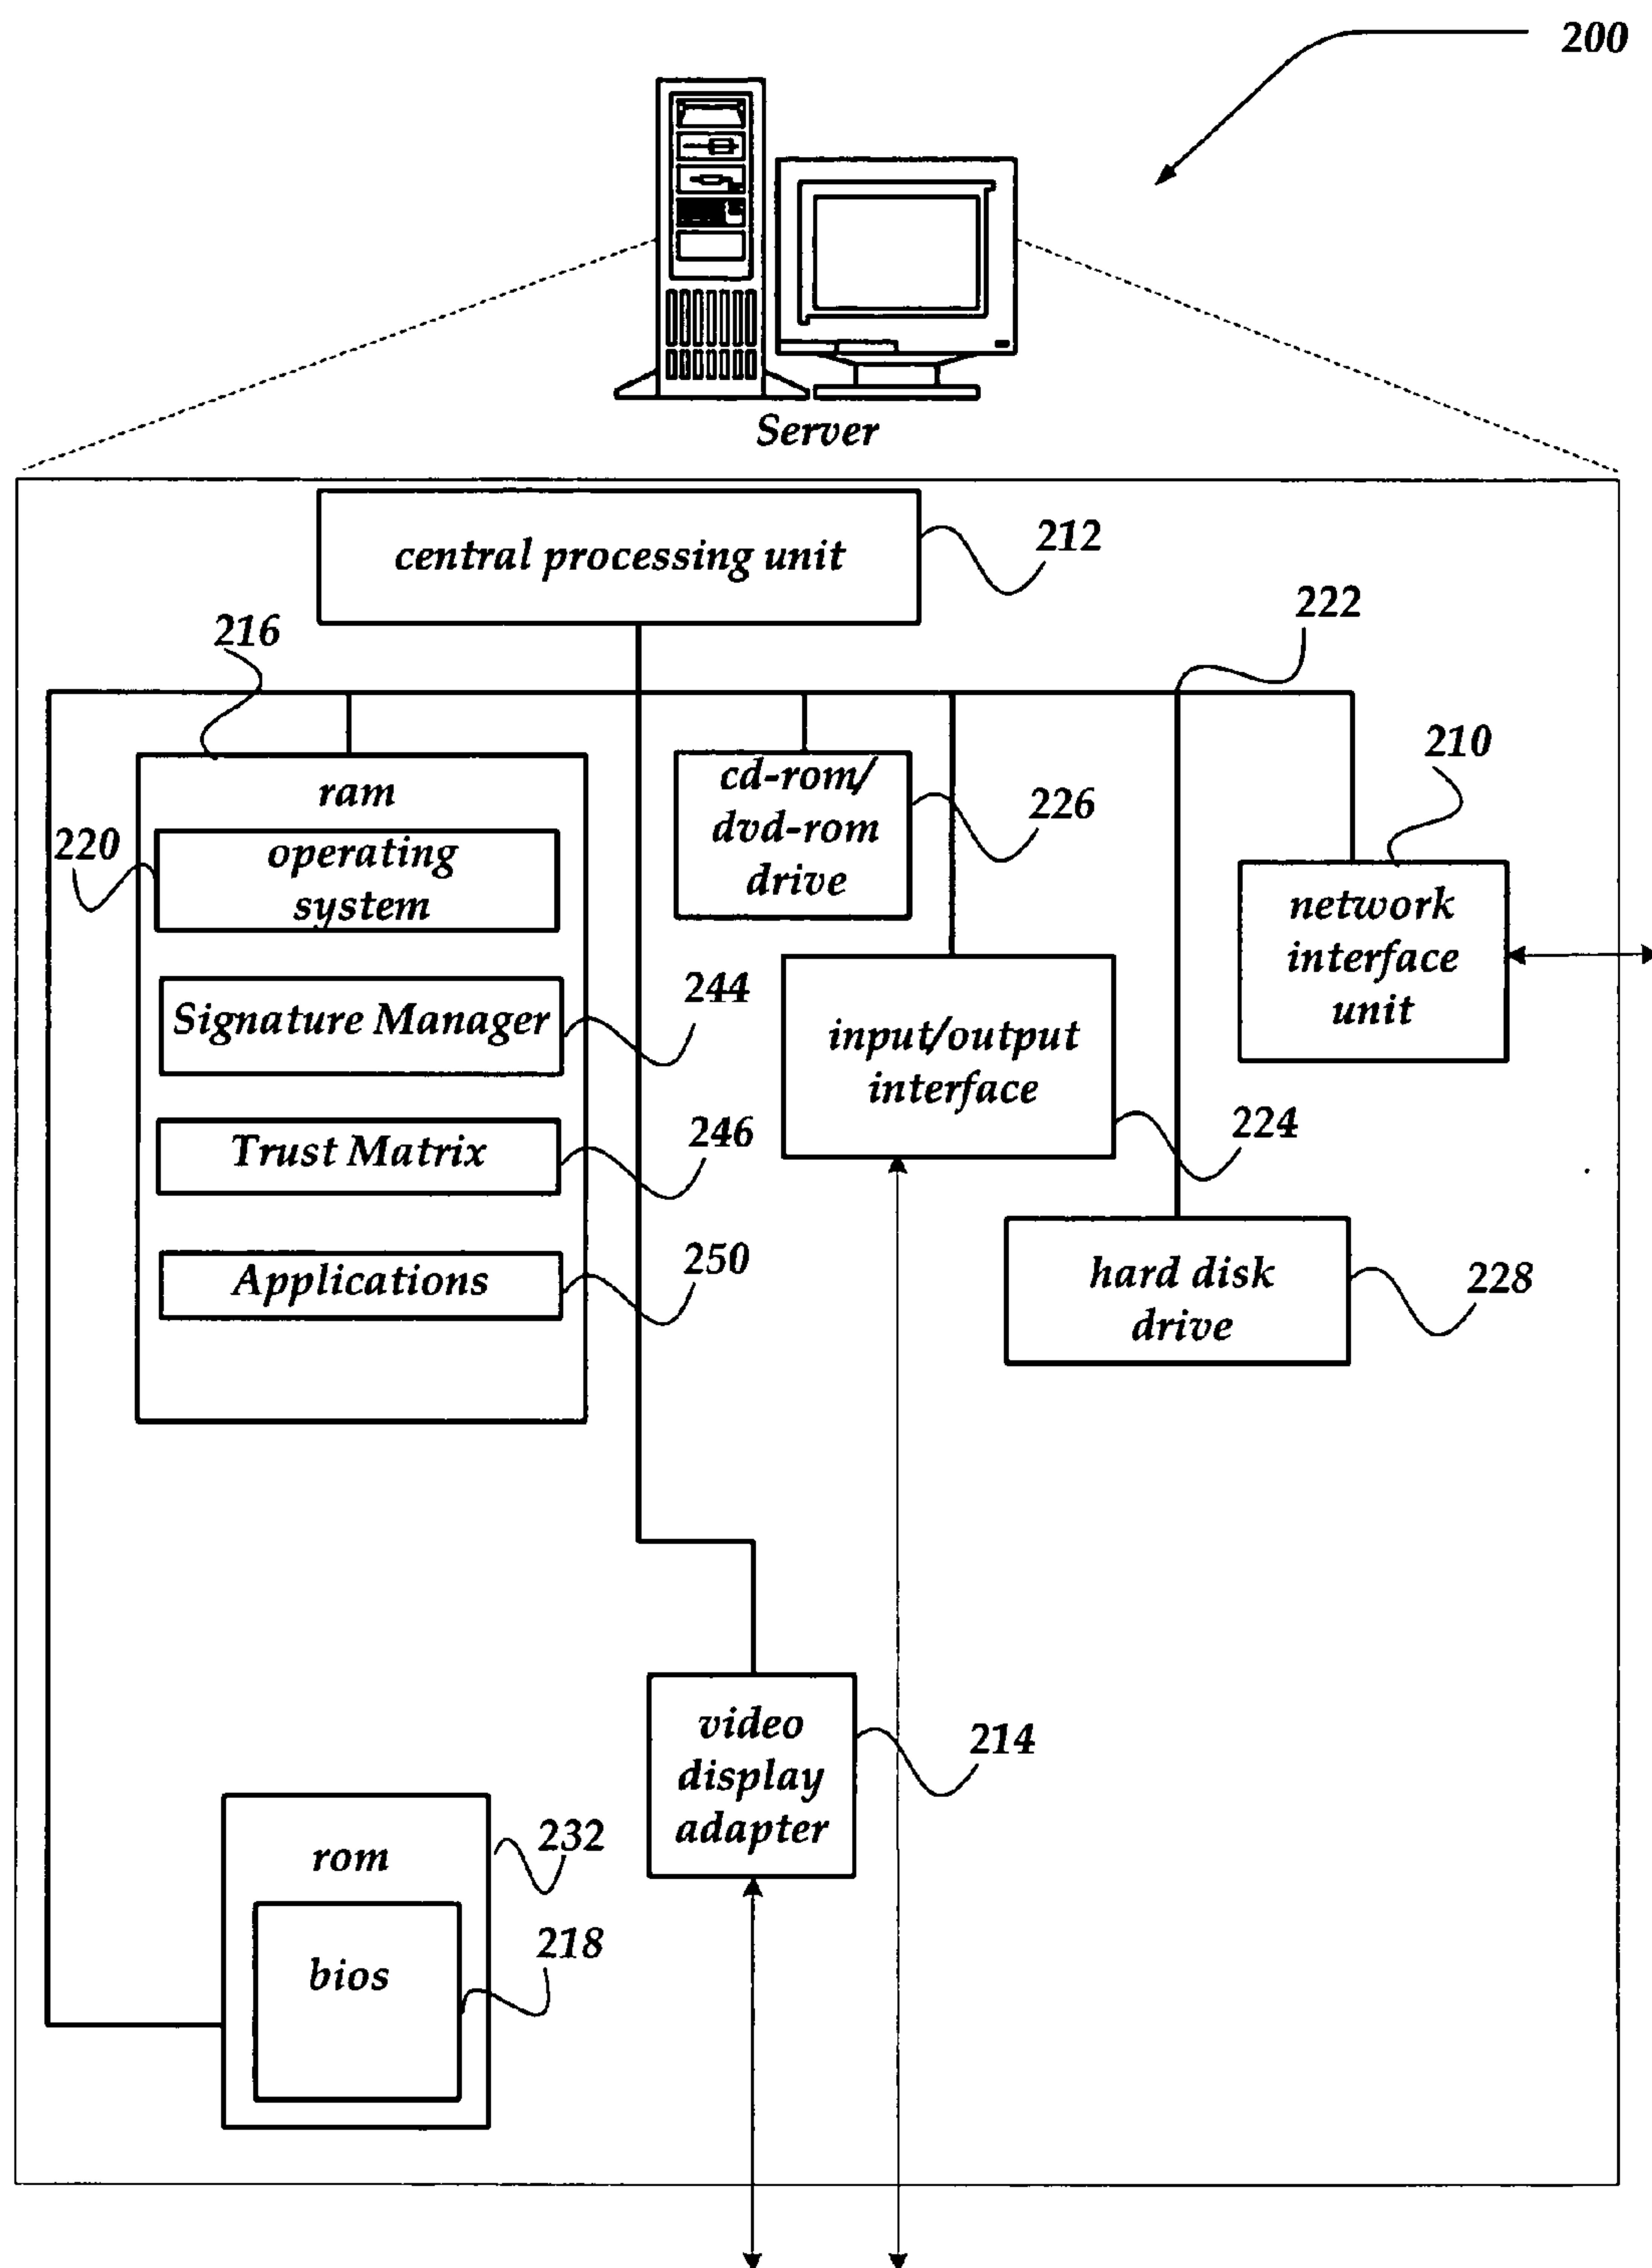 200
Server
central processing unit
212
222
216
210
ram
cd-rom/
dvd-rom
drive
226
220
operating
system
network
interface
unit
Signature Manager
244
input/output
interface
Trust Matrix
246
224
Applications
250
hard disk
drive
228
video
display
adapter
214
rom
232
bios
218